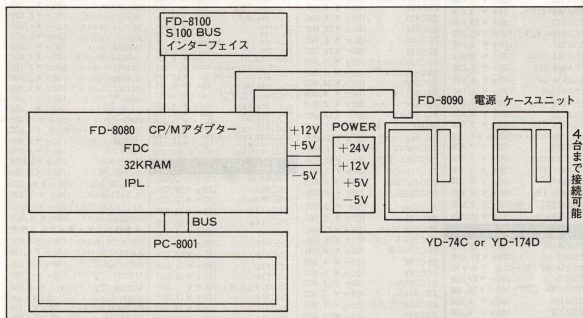 FD-8100
S100 BUS
インターフェイス
FD-8090 電源 ケースユニット
FD-8080 CP/Mアダプター
FDC
32KRAM
IPL
+12V
+5V
-5V
POWER
+24V
+12V
+5V
-5V
4台まで接続可能
BUS
PC-8001
YD-74C or YD-174D